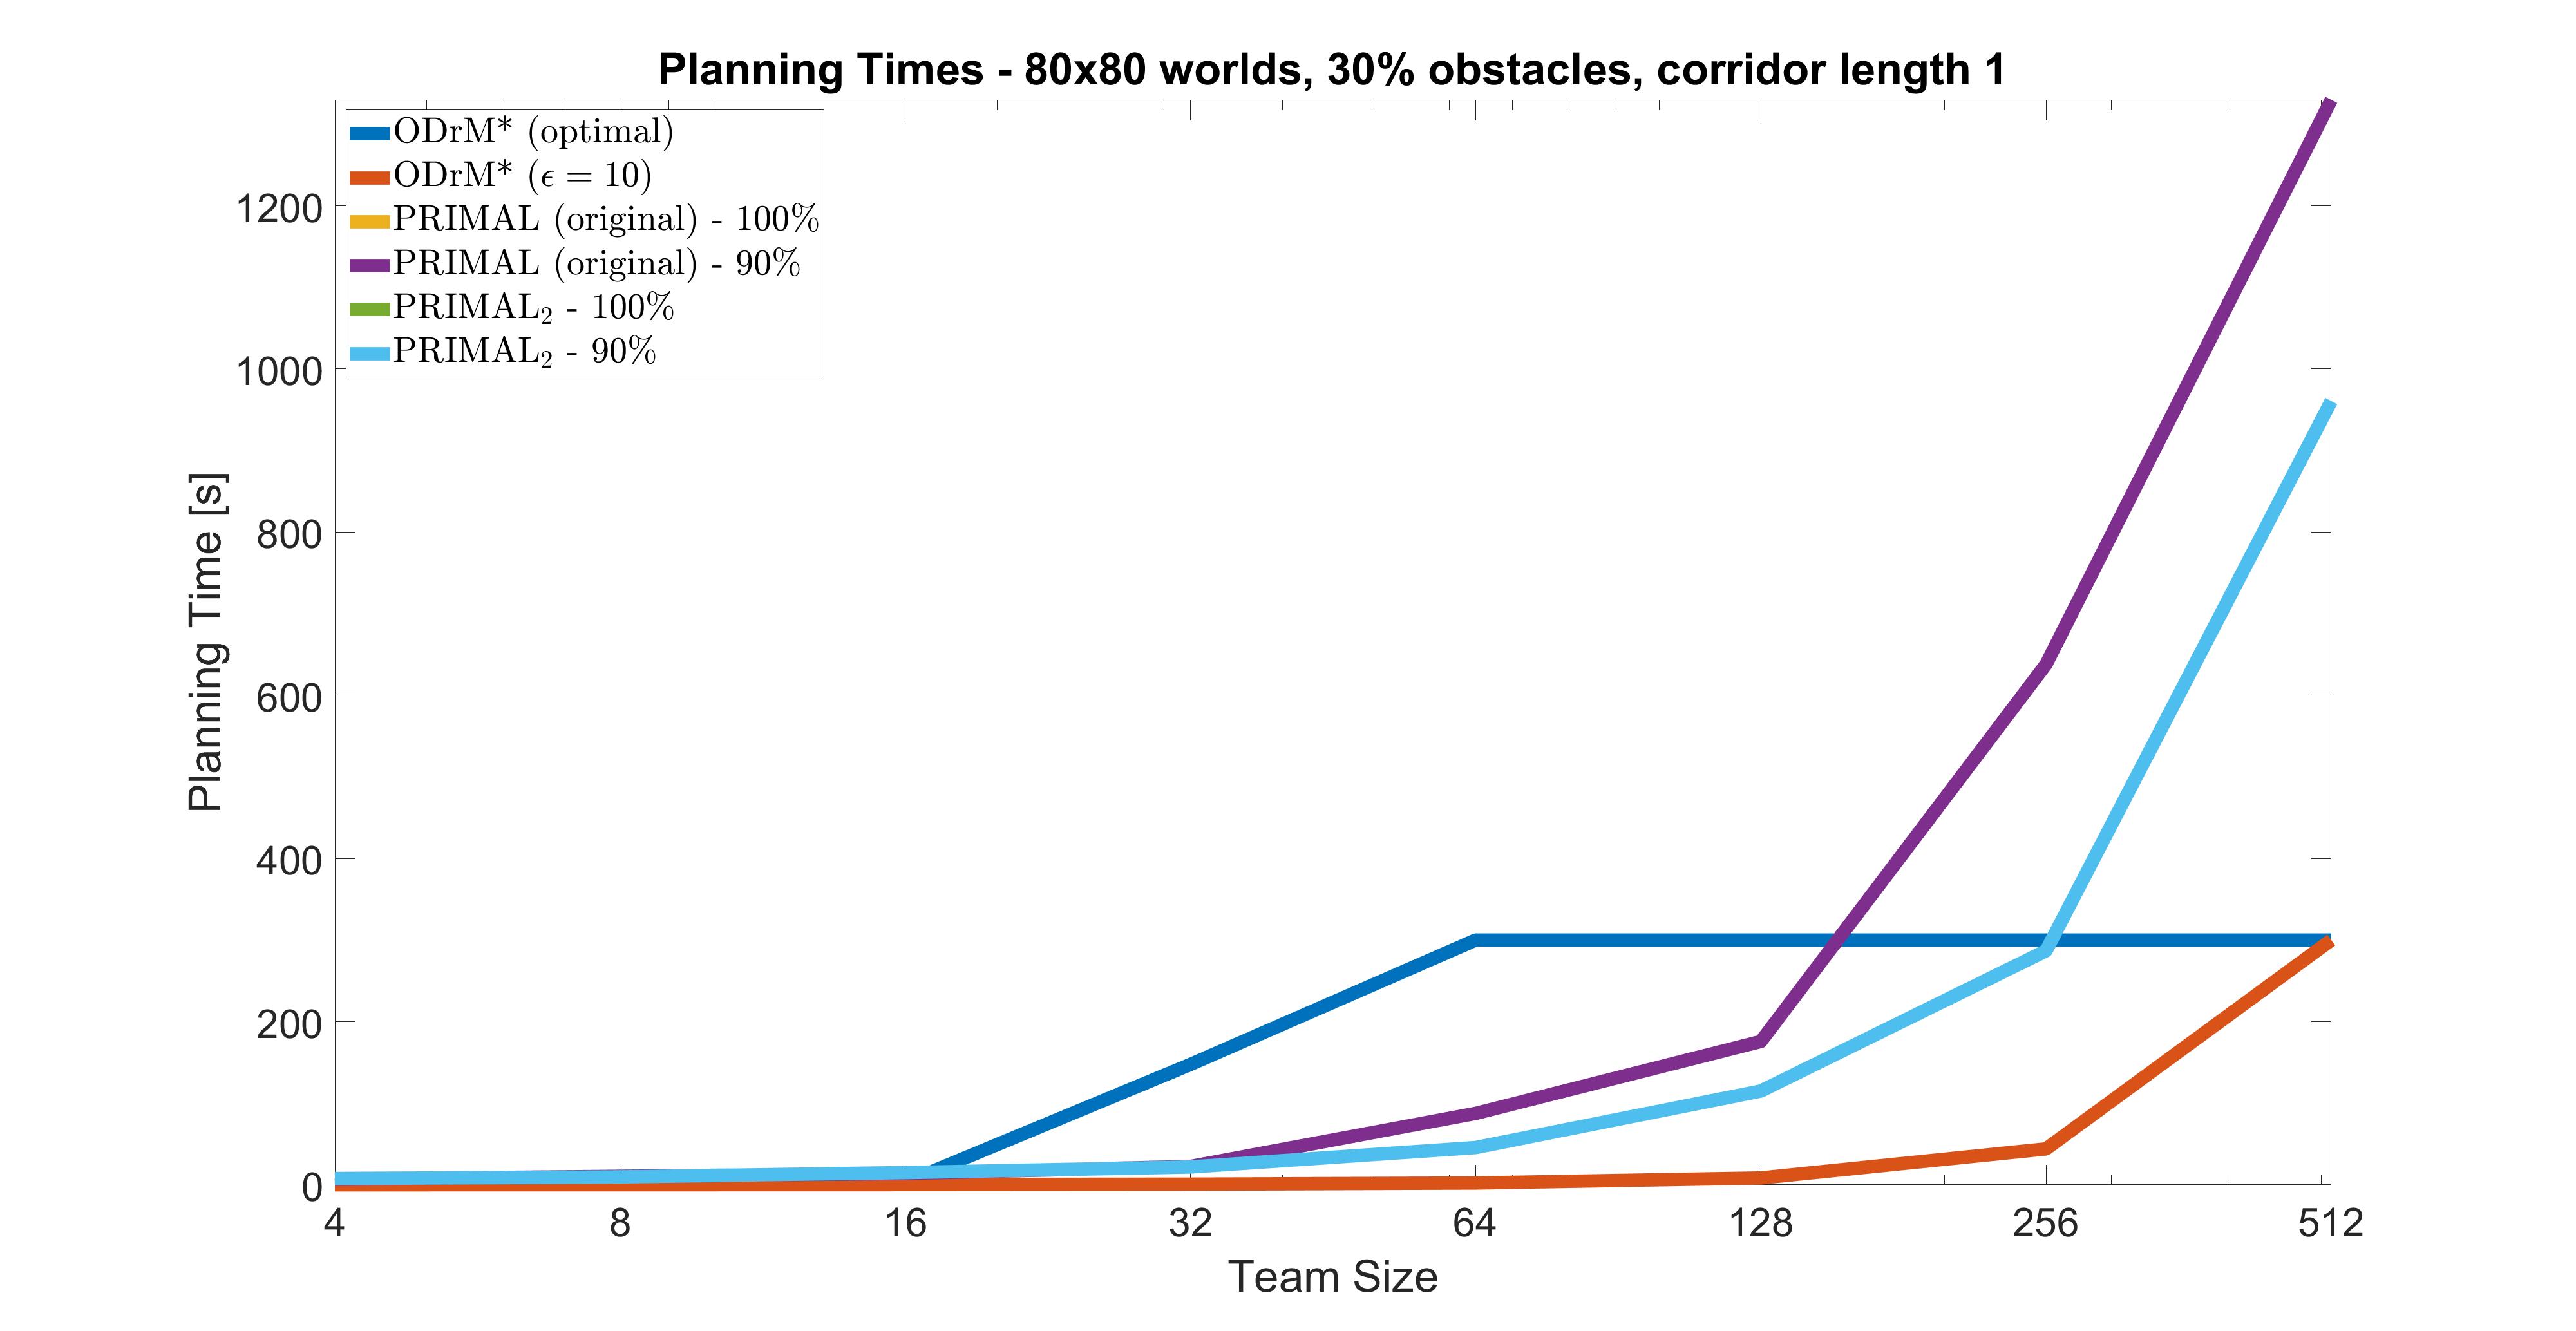 Planning Times - 80x80 worlds, 30% obstacles, corridor length 1
ODrM* (optimal)
ODrM* (ϵ = 10)
PRIMAL (original) - 100%
PRIMAL (original) - 90%
PRIMAL₂ - 100%
PRIMAL₂ - 90%
1200
1000
800
600
400
200
0
Planning Time [s]
4 8 16 32 64 128 256 512
Team Size